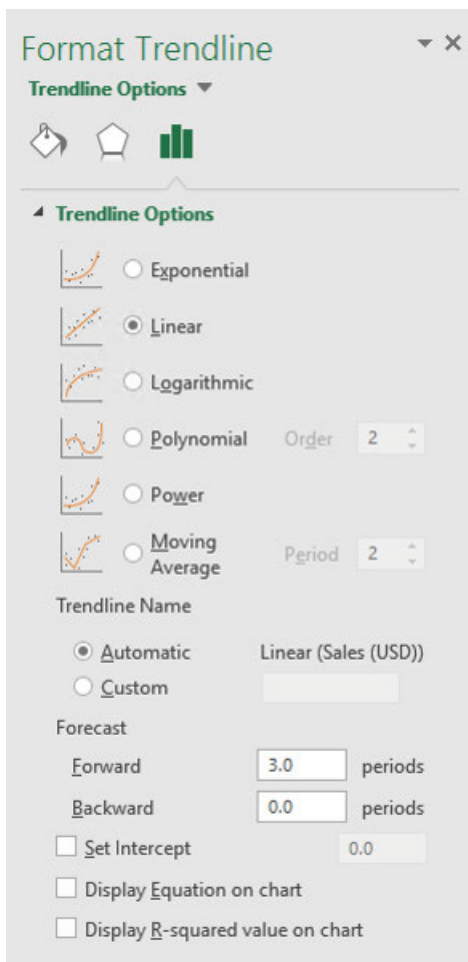 Format Trendline
Trendline Options
Trendline Options
Exponential
Linear
Logarithmic
Polynomial Order 2
Power
Moving
Average Period 2
Trendline Name
Automatic Linear (Sales (USD))
Custom
Forecast
Forward 3.0 periods
Backward 0.0 periods
Set Intercept 0.0
Display Equation on chart
Display R-squared value on chart